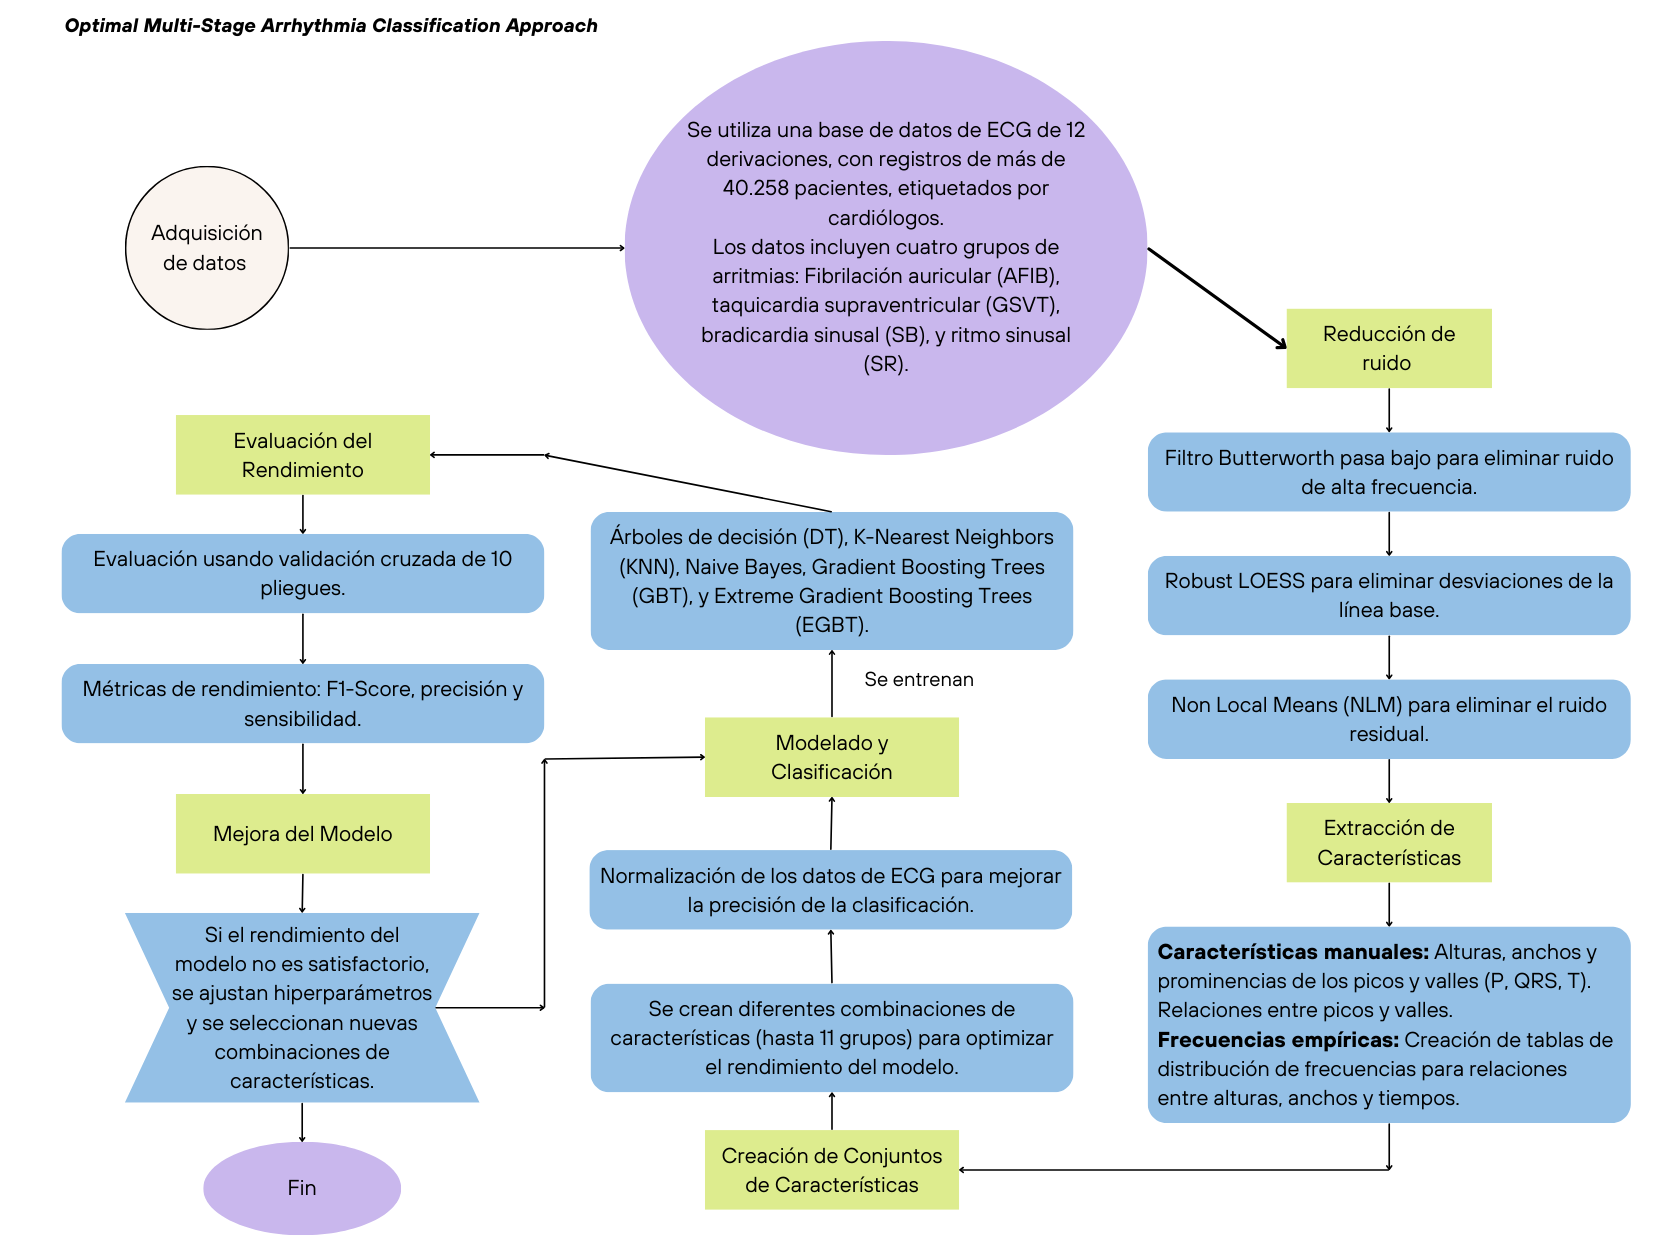 Optimal Multi-Stage Arrhythmia Classification Approach
Adquisición
de datos
Se utiliza una base de datos de ECG de 12
derivaciones, con registros de más de
40.258 pacientes, etiquetados por
cardiólogos.
Los datos incluyen cuatro grupos de
arritmias: Fibrilación auricular (AFIB),
taquicardia supraventricular (GSVT),
bradicardia sinusal (SB), y ritmo sinusal
(SR).
Reducción de
ruido
Filtro Butterworth pasa bajo para eliminar ruido
de alta frecuencia.
Robust LOESS para eliminar desviaciones de la
línea base.
Non Local Means (NLM) para eliminar el ruido
residual.
Extracción de
Características
Características manuales: Alturas, anchos y
prominencias de los picos y valles (P, QRS, T).
Relaciones entre picos y valles.
Frecuencias empíricas: Creación de tablas de
distribución de frecuencias para relaciones
entre alturas, anchos y tiempos.
Creación de Conjuntos
de Características
Se crean diferentes combinaciones de
características (hasta 11 grupos) para optimizar
el rendimiento del modelo.
Normalización de los datos de ECG para mejorar
la precisión de la clasificación.
Modelado y
Clasificación
Se entrenan
Árboles de decisión (DT), K-Nearest Neighbors
(KNN), Naive Bayes, Gradient Boosting Trees
(GBT), y Extreme Gradient Boosting Trees
(EGBT).
Evaluación del
Rendimiento
Evaluación usando validación cruzada de 10
pliegues.
Métricas de rendimiento: F1-Score, precisión y
sensibilidad.
Mejora del Modelo
Si el rendimiento del
modelo no es satisfactorio,
se ajustan hiperparámetros
y se seleccionan nuevas
combinaciones de
características.
Fin